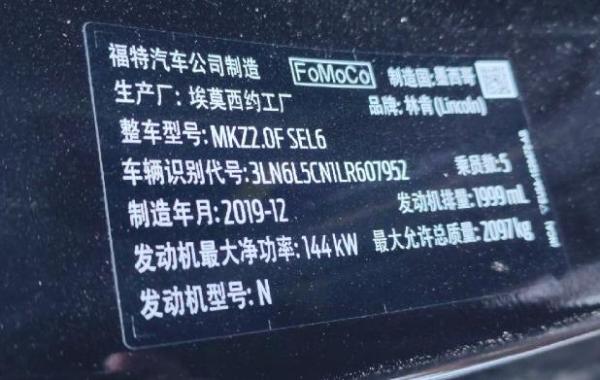 福特汽车公司制造 FoMoCo 制造国:墨西哥
生产厂:埃莫西约工厂 品牌:林肯(Lincoln)
整车型号:MKZ2.0F SEL6
车辆识别代号:3LN6L5CN1LR607952 乘员数:5
制造年月:2019-12 发动机排量:1999mL
发动机最大净功率:144kW 最大允许总质量:2097kg
发动机型号:N